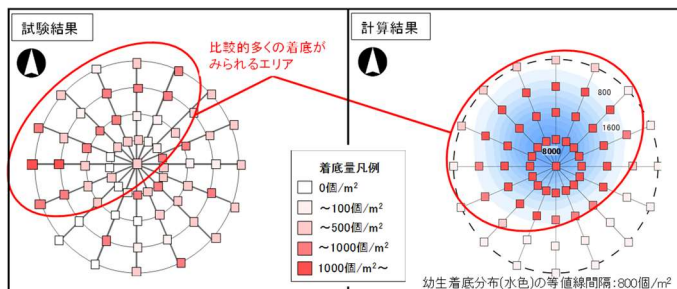 試験結果
比較的多くの着底が
みられるエリア
計算結果
800
1600
8000
着底量凡例
0個/m²
～100個/m²
～500個/m²
～1000個/m²
1000個/m²～
幼生着底分布(水色)の等値線間隔:800個/m²